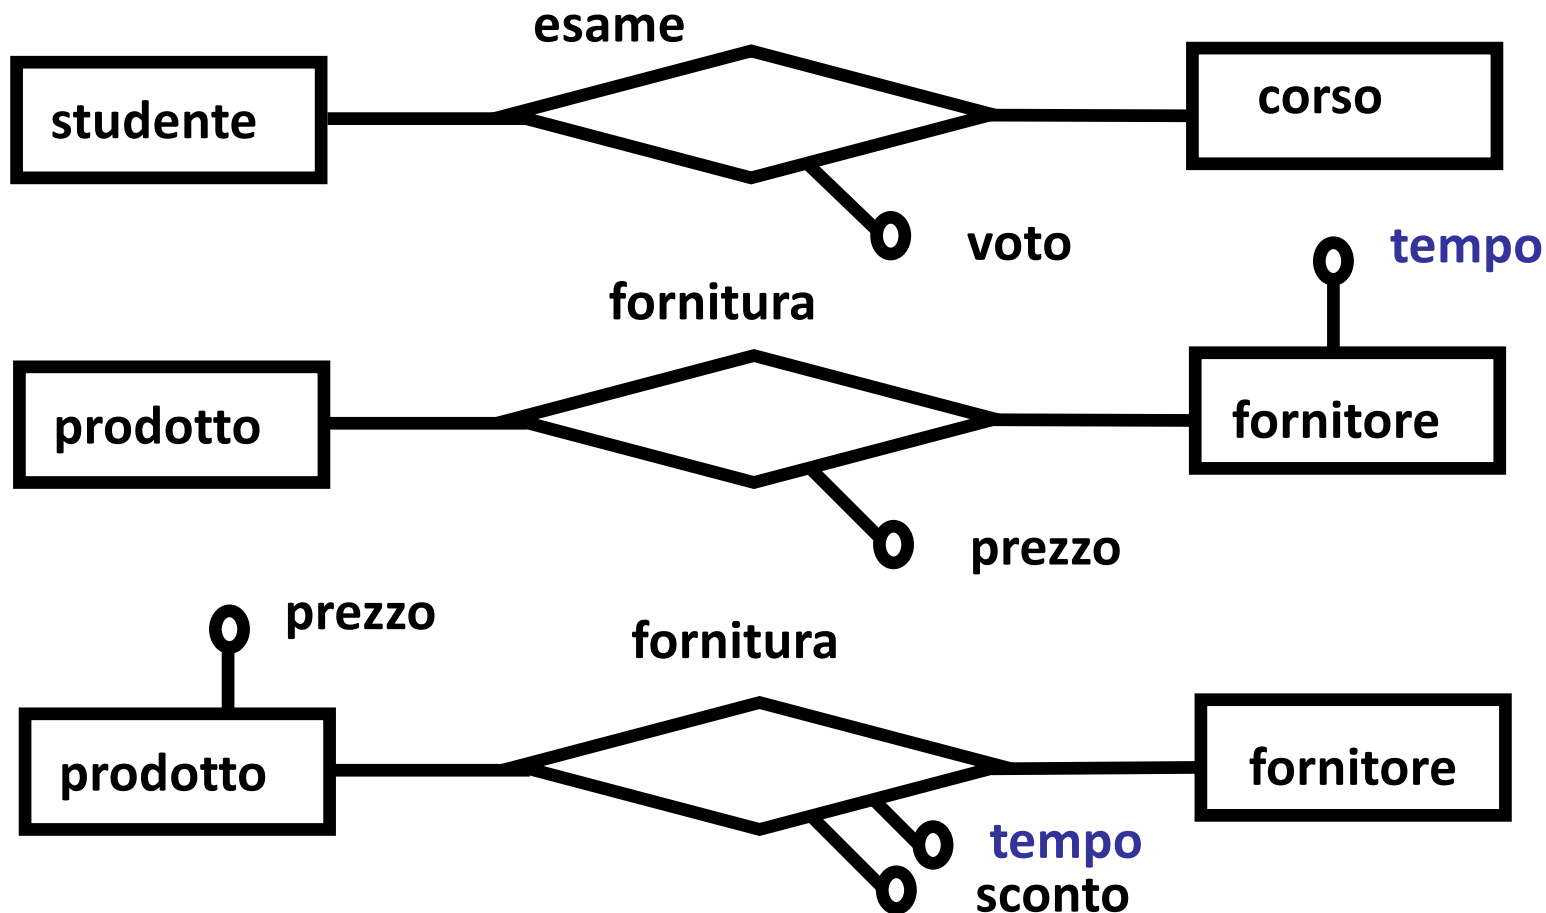 esame
studente
corso
voto
tempo
fornitura
prodotto
fornitore
prezzo
prezzo
fornitura
prodotto
fornitore
tempo
sconto